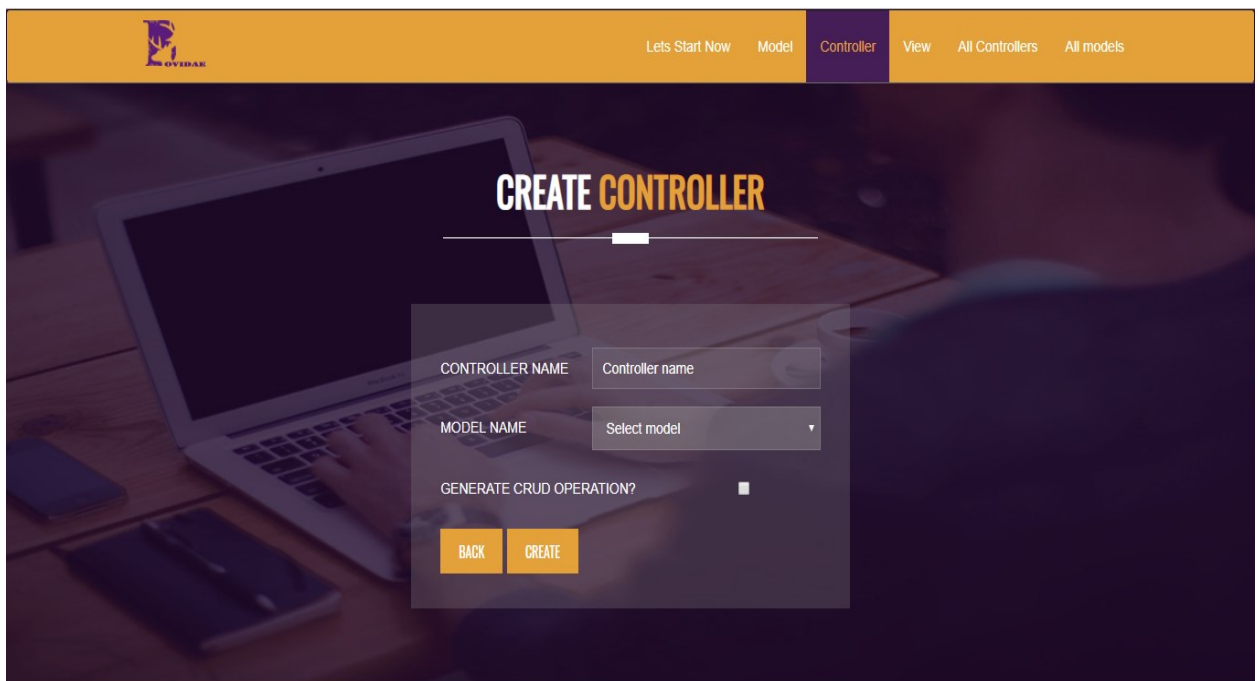 BOVIDAE
Lets Start Now Model Controller View All Controllers All models
CREATE CONTROLLER
CONTROLLER NAME Controller name
MODEL NAME Select model
GENERATE CRUD OPERATION?
BACK CREATE